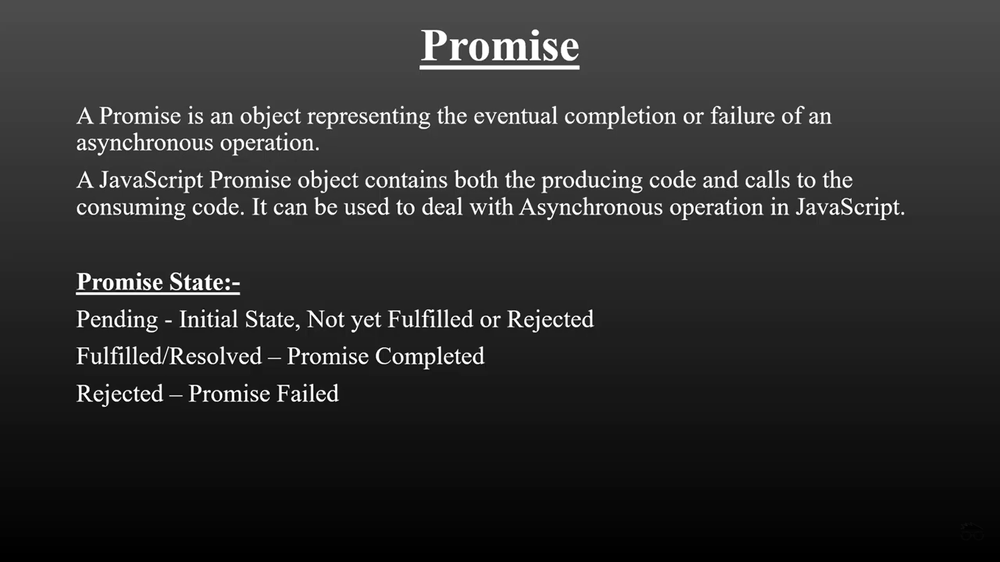 Promise
A Promise is an object representing the eventual completion or failure of an
asynchronous operation.
A JavaScript Promise object contains both the producing code and calls to the
consuming code. It can be used to deal with Asynchronous operation in JavaScript.
Promise State:-
Pending - Initial State, Not yet Fulfilled or Rejected
Fulfilled/Resolved – Promise Completed
Rejected – Promise Failed